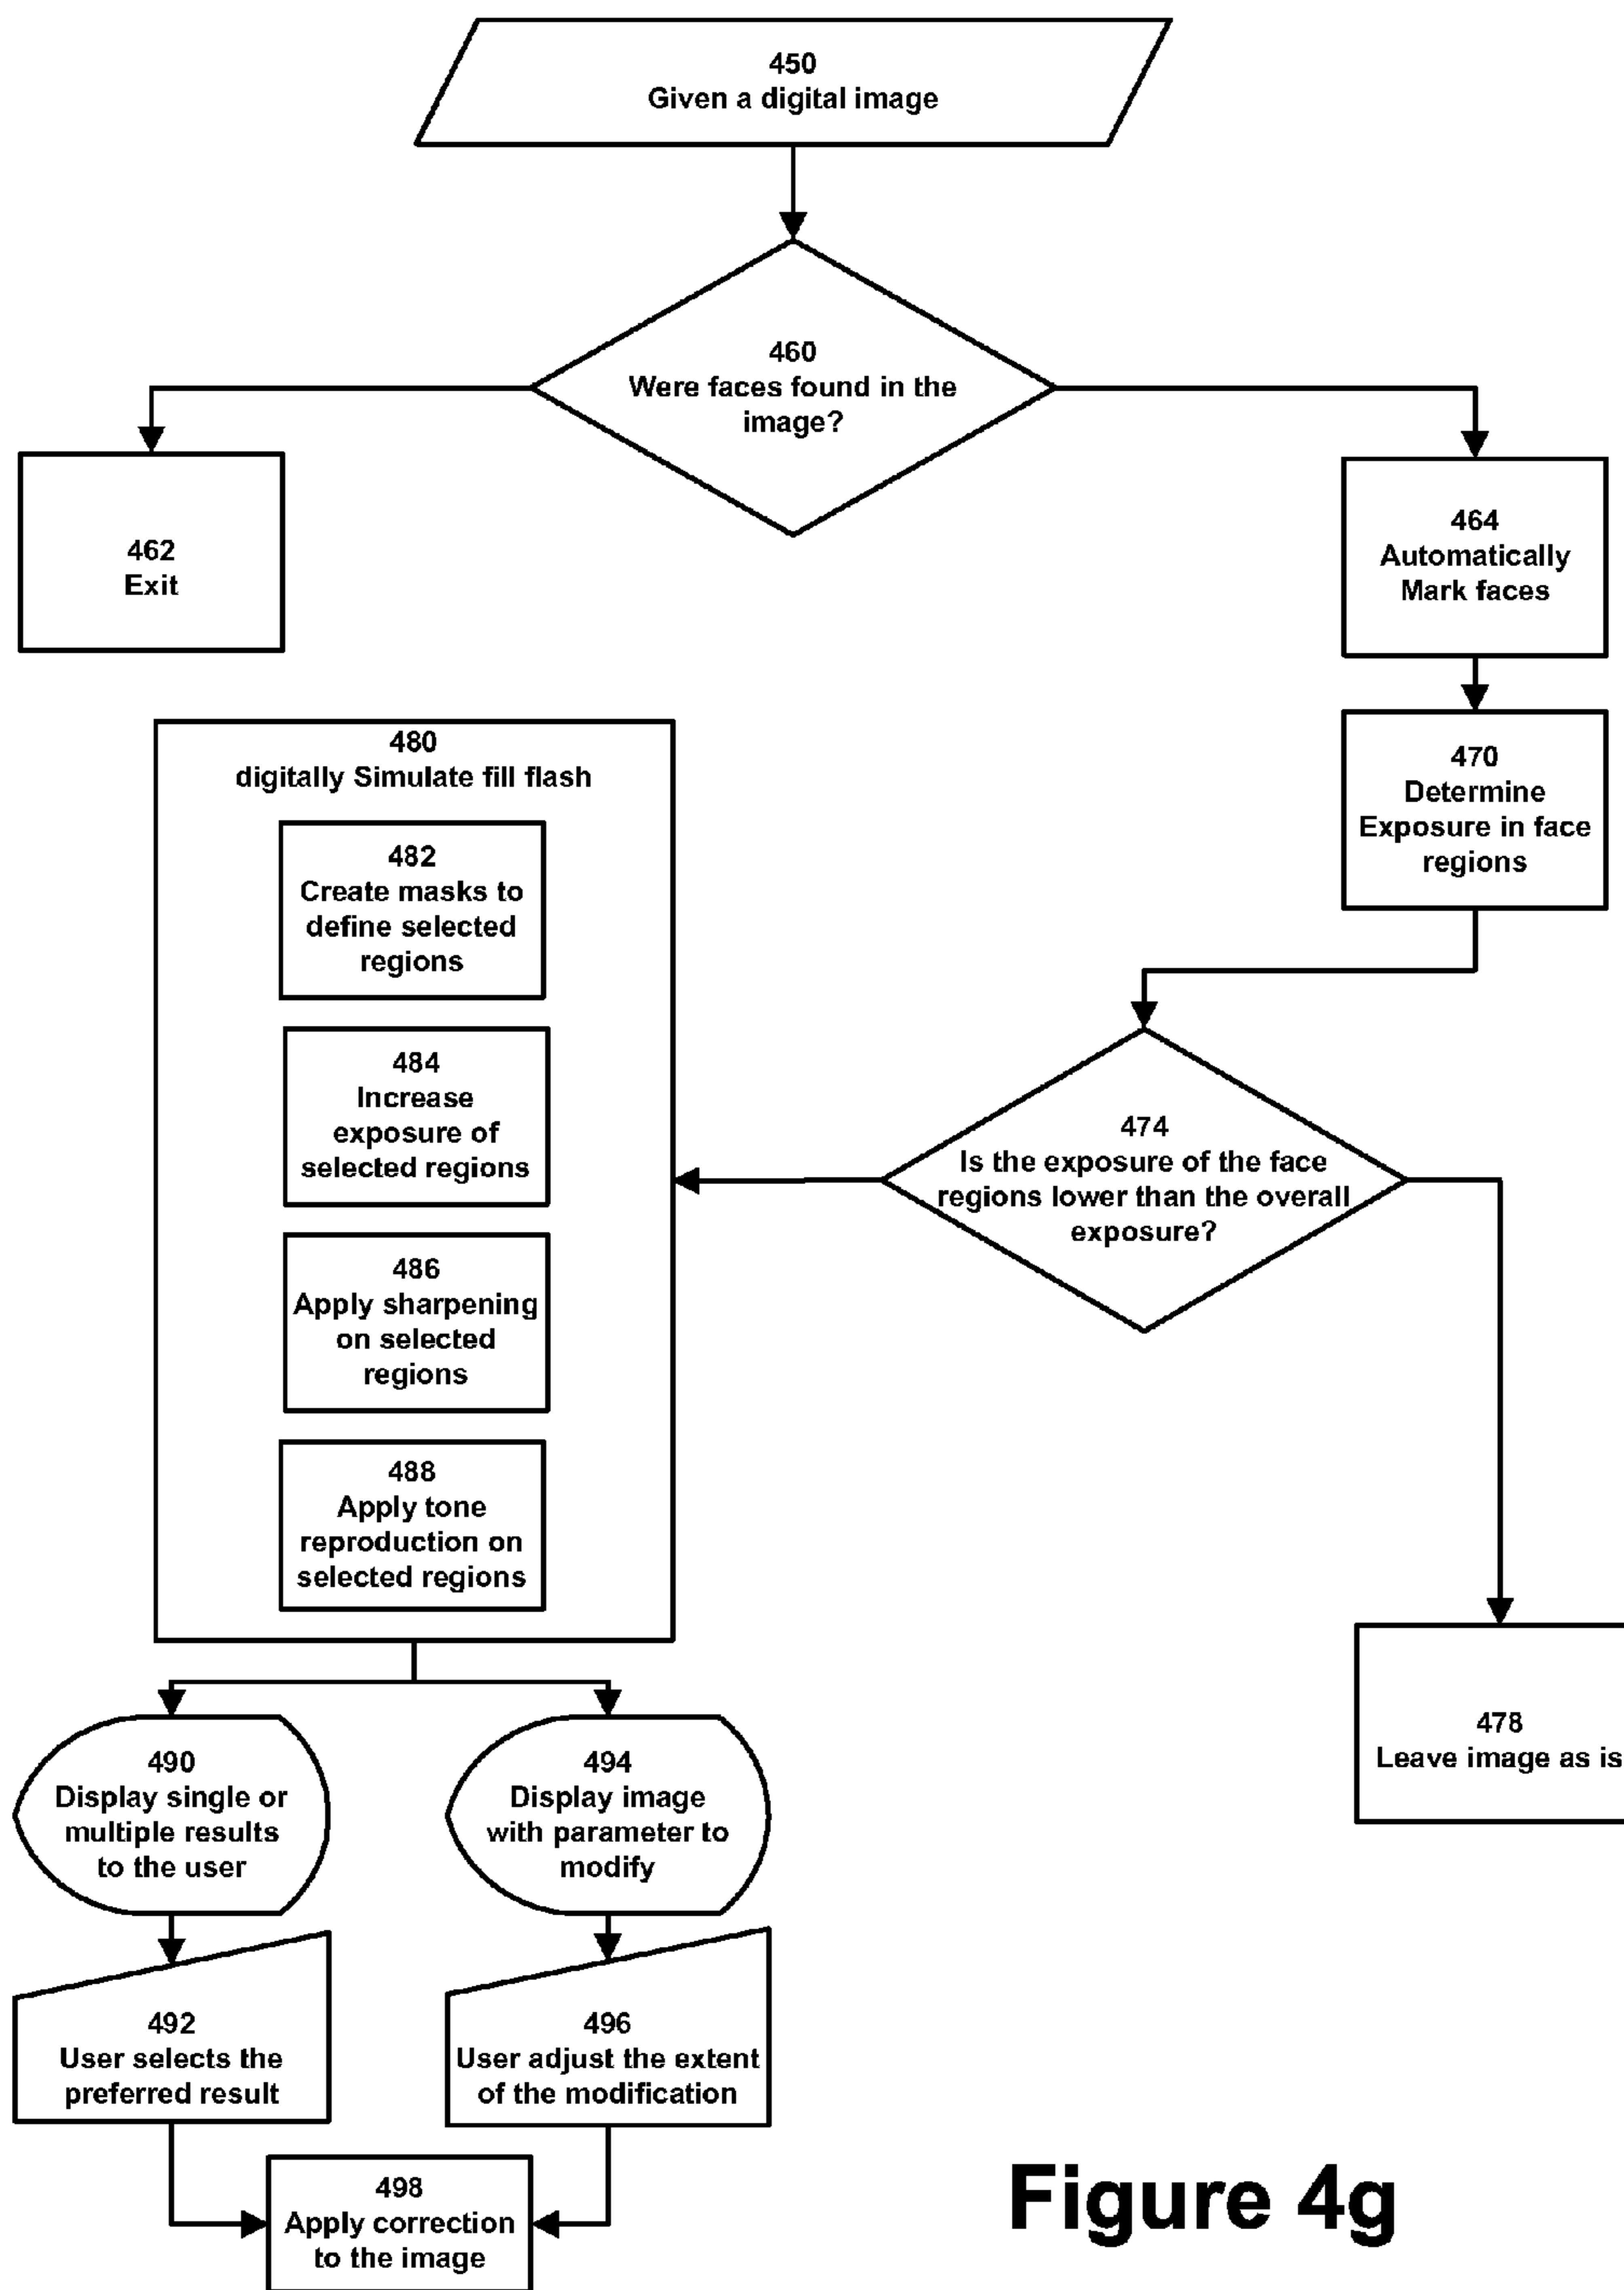 450
Given a digital image
460
Were faces found in the
image?
462
Exit
464
Automatically
Mark faces
470
Determine
Exposure in face
regions
474
Is the exposure of the face
regions lower than the overall
exposure?
478
Leave image as is
480
digitally Simulate fill flash
482
Create masks to
define selected
regions
484
Increase
exposure of
selected regions
486
Apply sharpening
on selected
regions
488
Apply tone
reproduction on
selected regions
490
Display single or
multiple results
to the user
494
Display image
with parameter to
modify
492
User selects the
preferred result
496
User adjust the extent
of the modification
498
Apply correction
to the image
Figure 4g